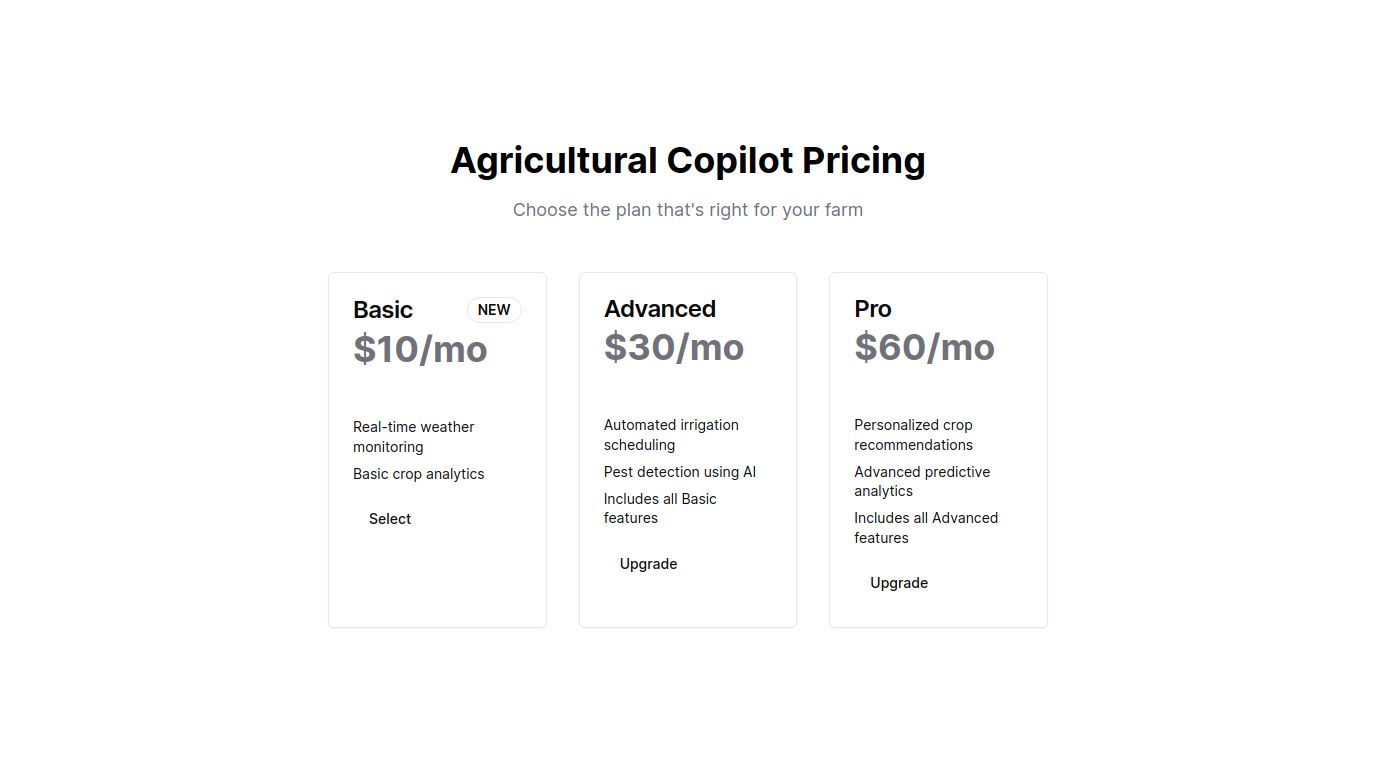 Agricultural Copilot Pricing
Choose the plan that's right for your farm
Basic
NEW
$10/mo
Real-time weather
monitoring
Basic crop analytics
Select
Advanced
$30/mo
Automated irrigation
scheduling
Pest detection using AI
Includes all Basic
features
Upgrade
Pro
$60/mo
Personalized crop
recommendations
Advanced predictive
analytics
Includes all Advanced
features
Upgrade